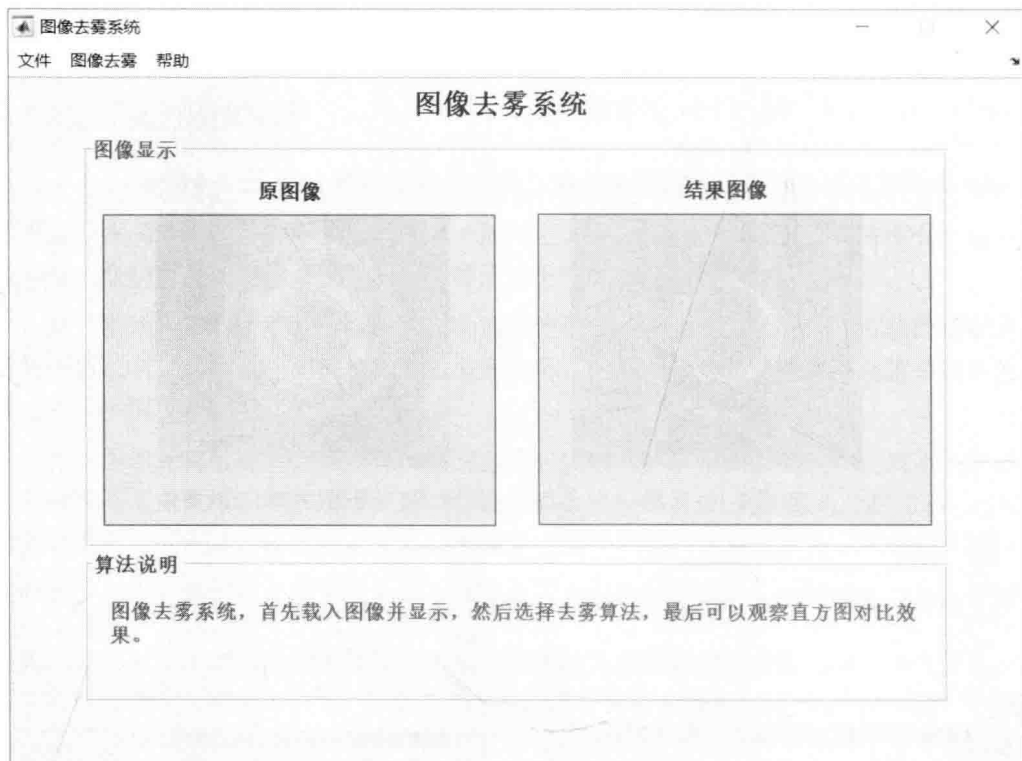 图像去雾系统
文件 图像去雾 帮助
图像去雾系统
图像显示
原图像 结果图像
算法说明
图像去雾系统，首先载入图像并显示，然后选择去雾算法，最后可以观察直方图对比效
果。